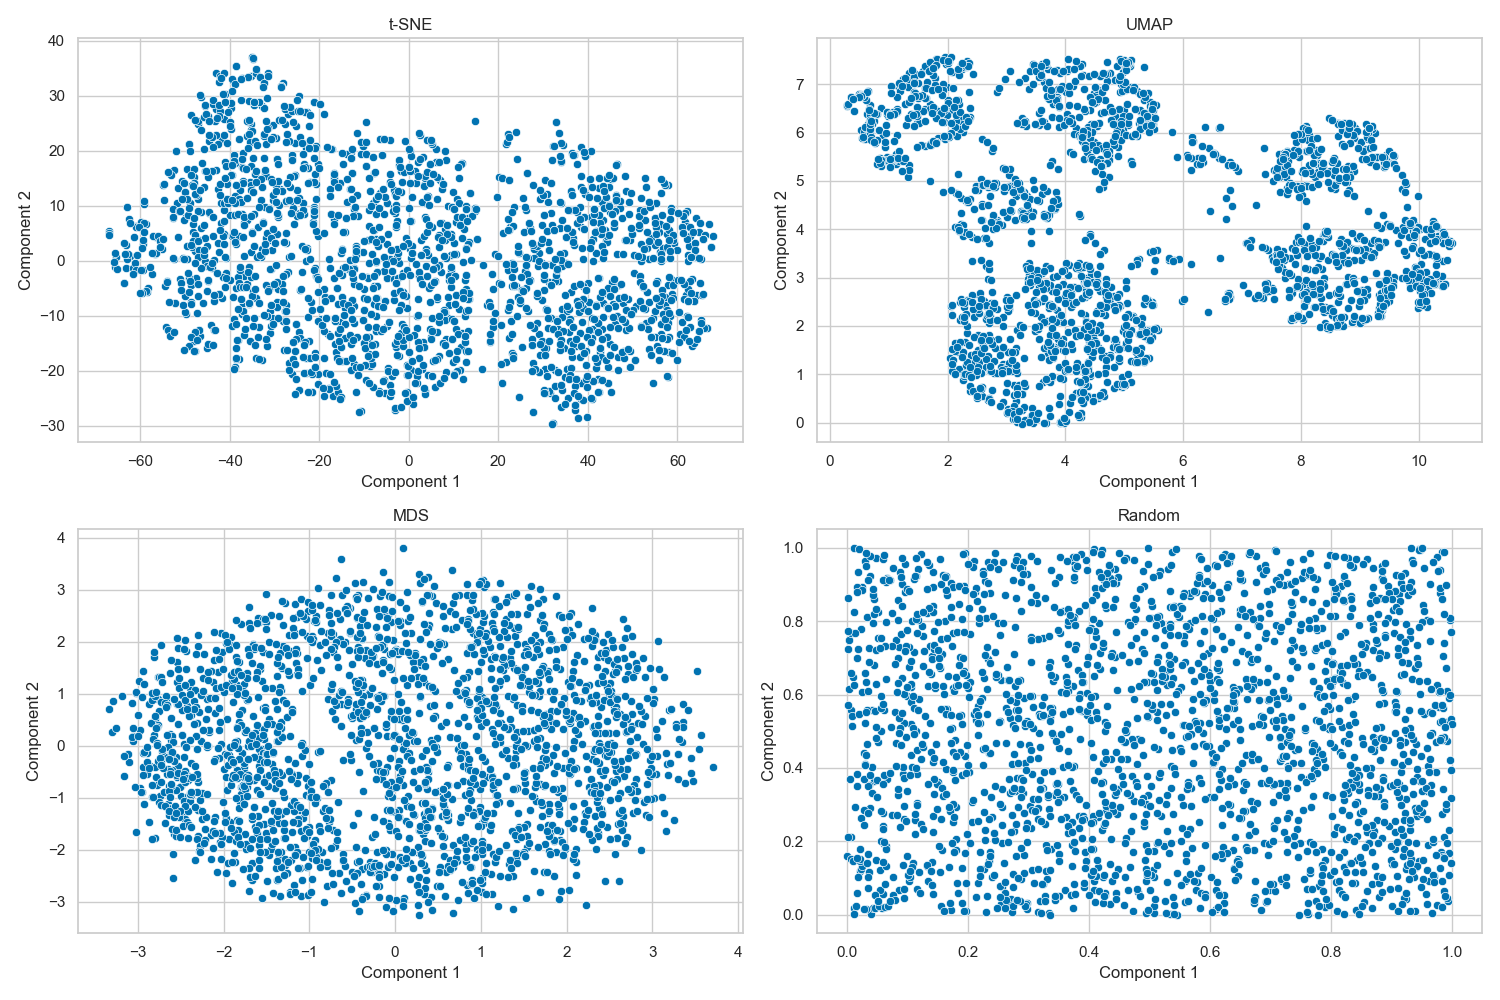 t-SNE
40
30
20
10
0
−10
−20
−30
Component 2
−60 −40 −20 0 20 40 60
Component 1
UMAP
7
6
5
4
3
2
1
0
Component 2
0 2 4 6 8 10
Component 1
MDS
4
3
2
1
0
−1
−2
−3
Component 2
−3 −2 −1 0 1 2 3 4
Component 1
Random
1.0
0.8
0.6
0.4
0.2
0.0
Component 2
0.0 0.2 0.4 0.6 0.8 1.0
Component 1